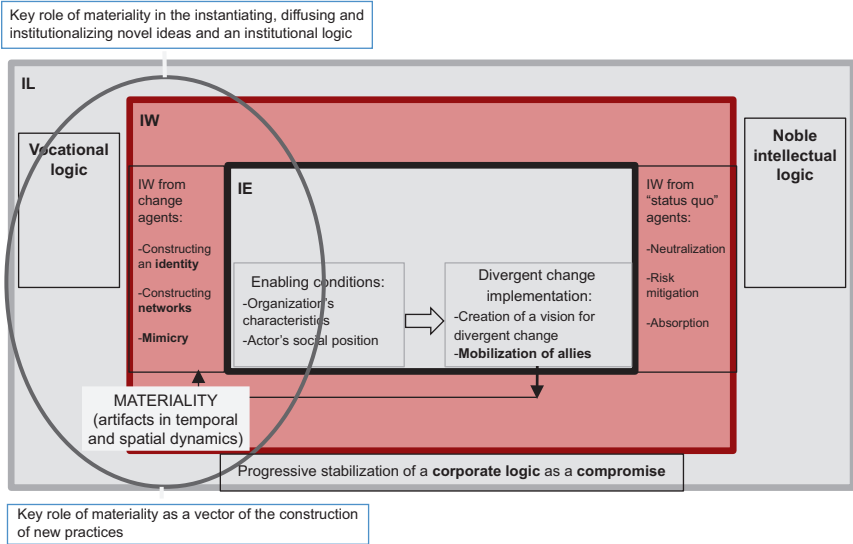 Key role of materiality in the instantiating, diffusing and
institutionalizing novel ideas and an institutional logic
IL
IW
Vocational
logic
Noble
intellectual
logic
IW from
change
agents:
-Constructing
an identity
-Constructing
networks
-Mimicry
IE
Enabling conditions:
-Organization's
characteristics
-Actor's social position
Divergent change
implementation:
-Creation of a vision for
divergent change
-Mobilization of allies
IW from
“status quo”
agents:
-Neutralization
-Risk
mitigation
-Absorption
MATERIALITY
(artifacts in temporal
and spatial dynamics)
Progressive stabilization of a corporate logic as a compromise
Key role of materiality as a vector of the construction
of new practices